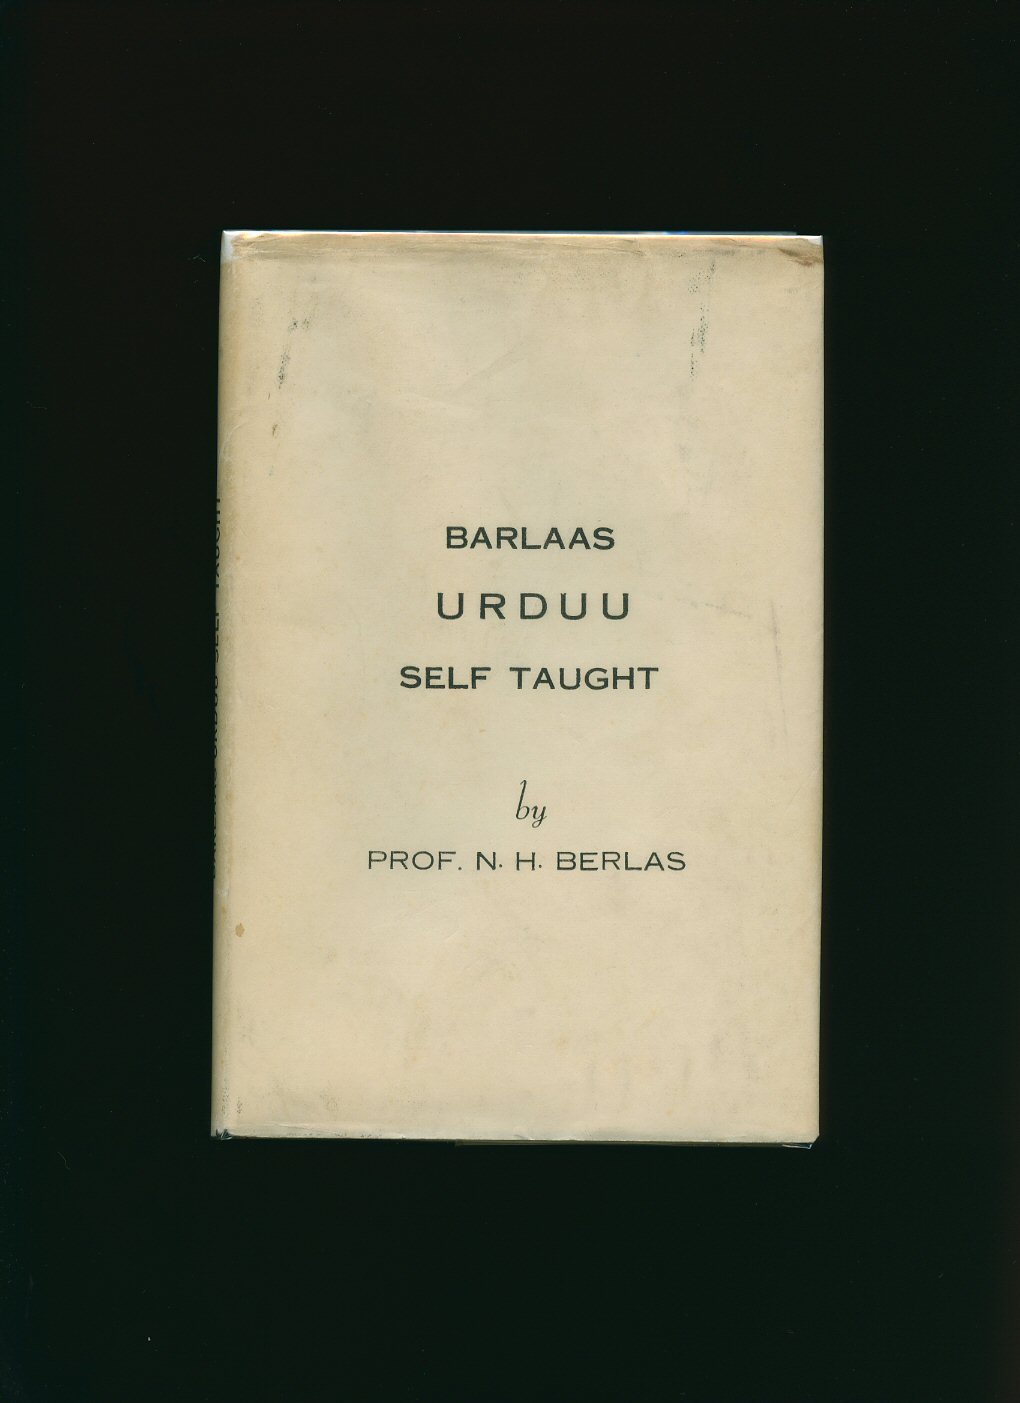 BARLAAS
URDUU
SELF TAUGHT
by
PROF. N. H. BERLAS